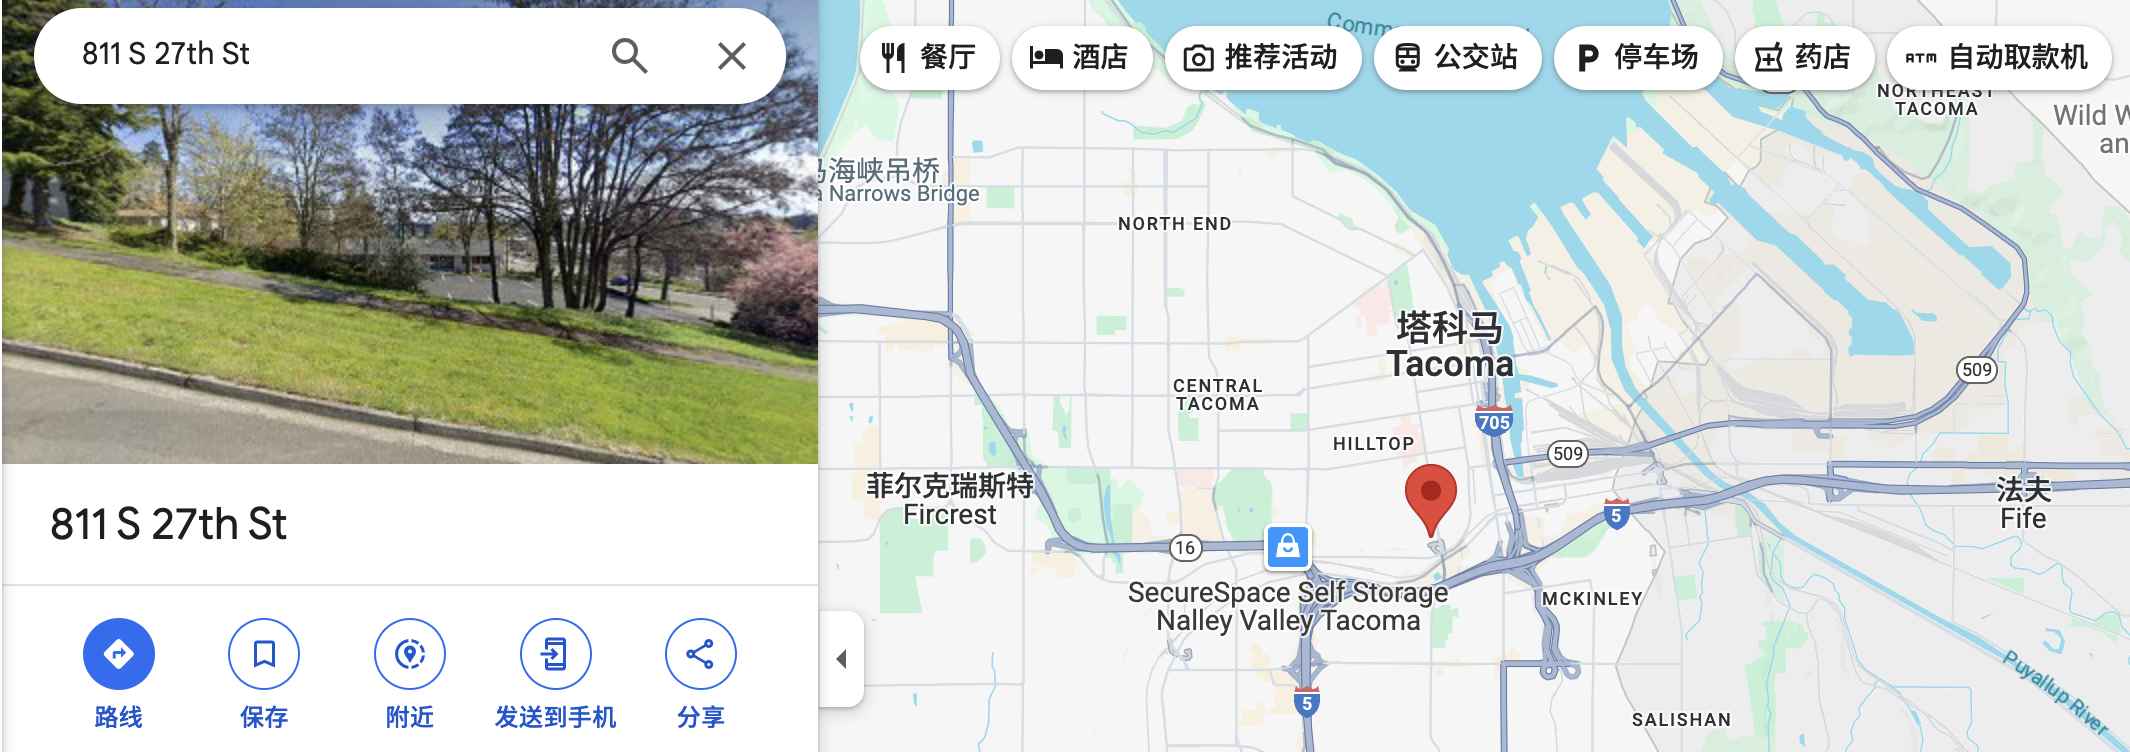 811 S 27th St
餐厅
酒店
推荐活动
公交站
停车场
药店
ATM 自动取款机
NORTHEAST
TACOMA
Wild W
an
海峡吊桥
a Narrows Bridge
NORTH END
塔科马
Tacoma
CENTRAL
TACOMA
HILLTOP
705
509
509
菲尔克瑞斯特
Fircrest
法夫
Fife
5
16
SecureSpace Self Storage
Nalley Valley Tacoma
MCKINLEY
5
SALISHAN
Puyallup River
811 S 27th St
路线
保存
附近
发送到手机
分享